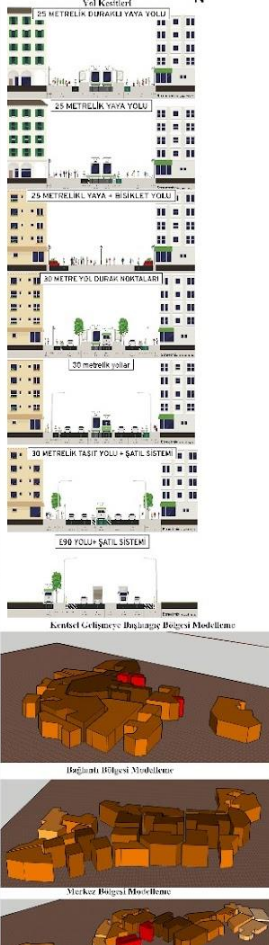 Yol Kesitleri
N
25 METRELİK DURAKLI YAYA YOLU
25 METRELİK YAYA YOLU
25 METRELİKL YAYA + BİSİKLET YOLU
30 METRE YOL DURAK NOKTALARI
30 metrelik yollar
30 METRELİK TAŞIT YOLU + ŞATIL SİSTEMİ
E90 YOLU+ ŞATIL SİSTEMİ
Kentsel Gelişmeye Başlangıç Bölgesi Modelleme
Bağlantı Bölgesi Modelleme
Merkez Bölgesi Modelleme